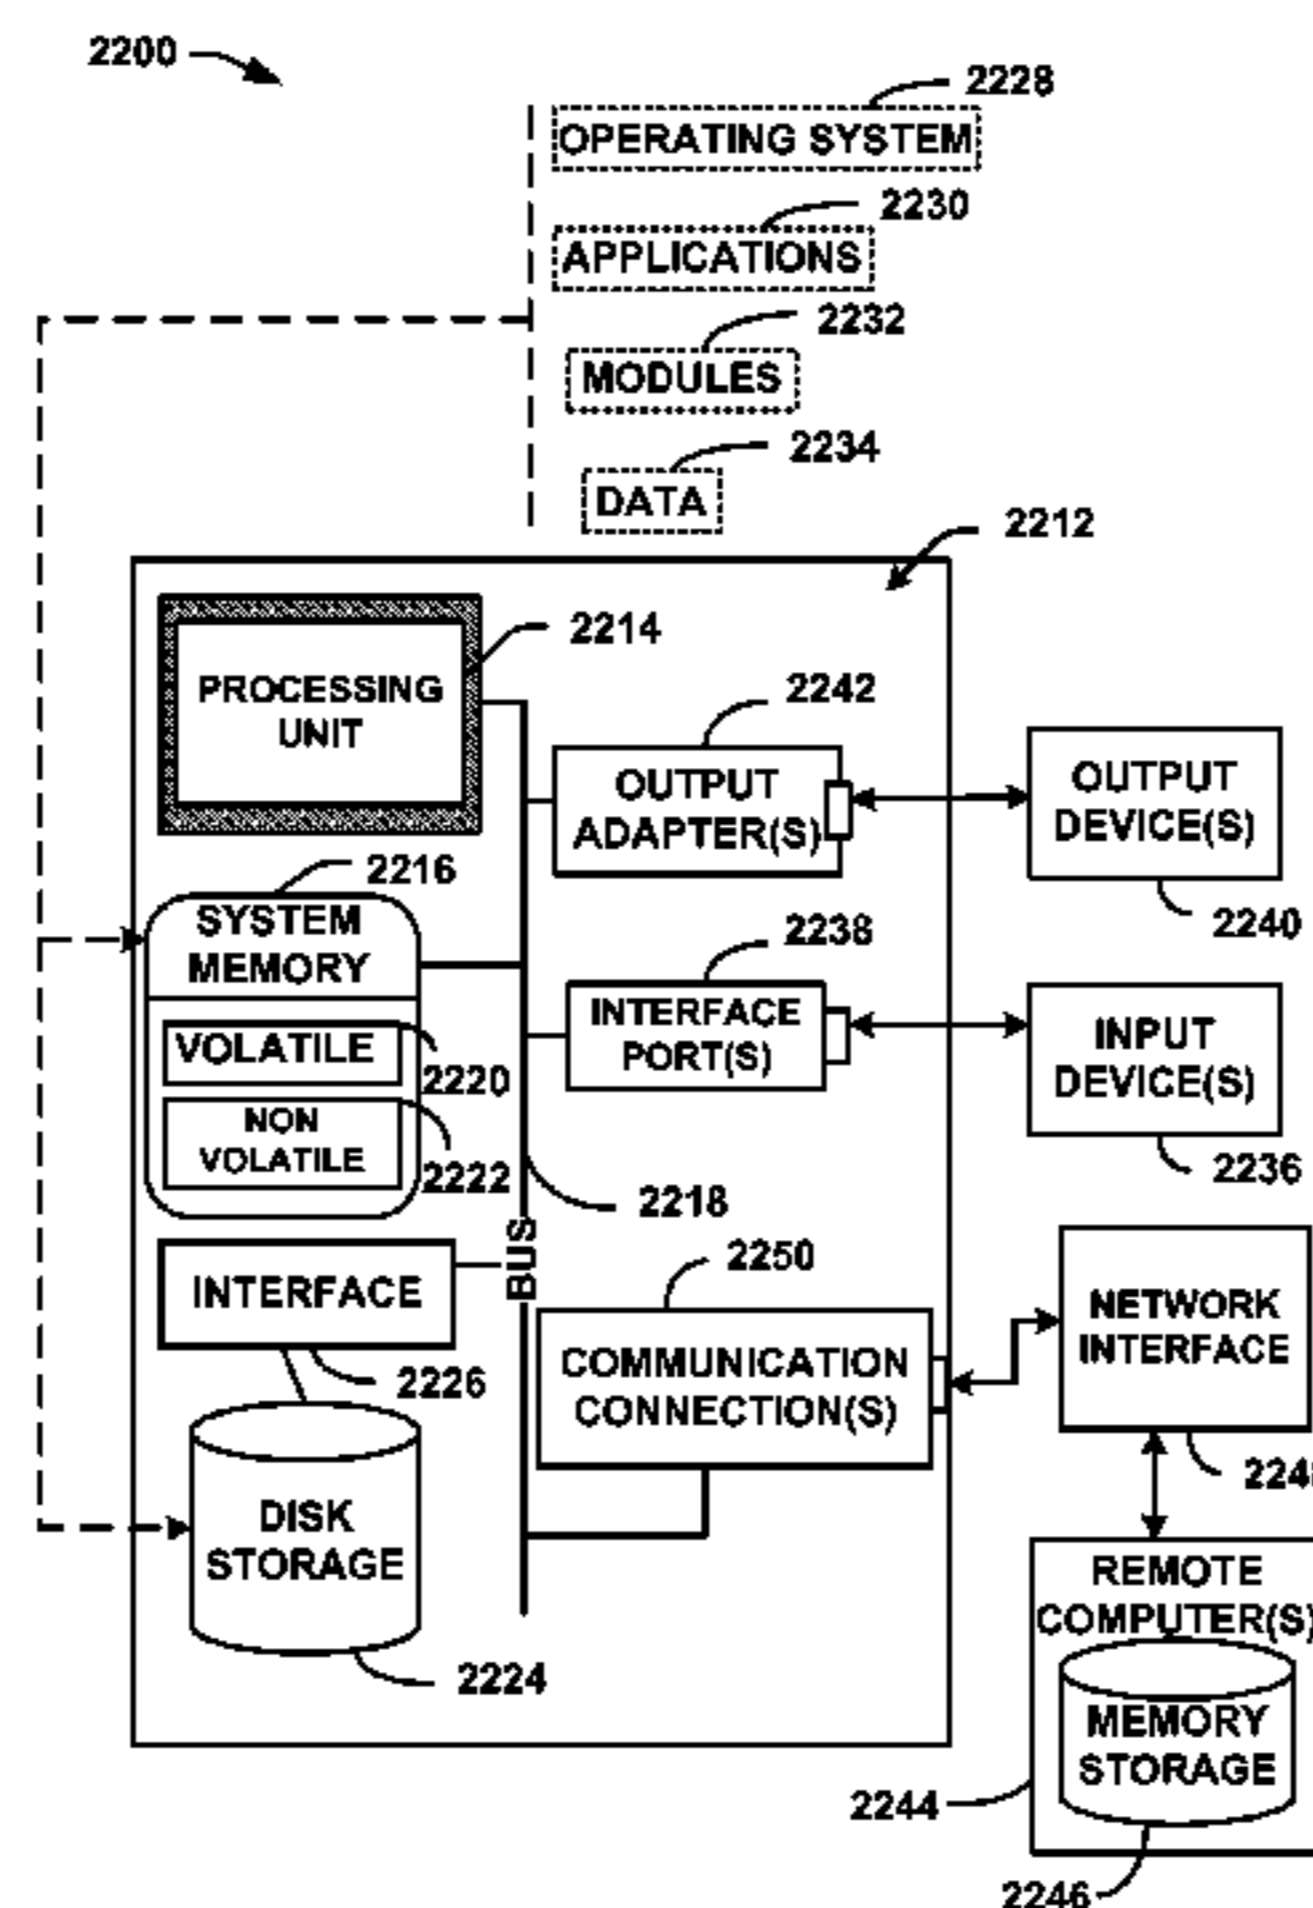 2200
2228
OPERATING SYSTEM
2230
APPLICATIONS
2232
MODULES
2234
DATA
2212
2214
PROCESSING
UNIT
2242
OUTPUT
ADAPTER(S)
OUTPUT
DEVICE(S)
2240
2216
SYSTEM
MEMORY
VOLATILE
2220
NON
VOLATILE
2222
2238
INTERFACE
PORT(S)
INPUT
DEVICE(S)
2236
2218
BUS
INTERFACE
2226
2250
COMMUNICATION
CONNECTION(S)
NETWORK
INTERFACE
DISK
STORAGE
2224
REMOTE
COMPUTER(S)
MEMORY
STORAGE
2244
2246